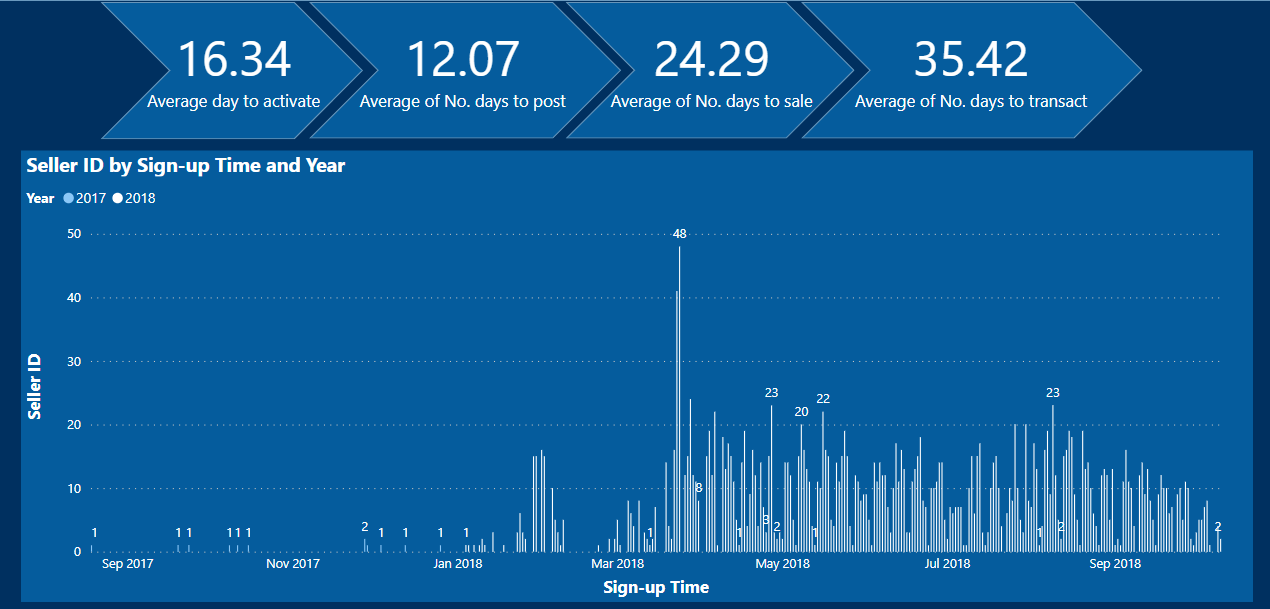 16.34
Average day to activate
12.07
Average of No. days to post
24.29
Average of No. days to sale
35.42
Average of No. days to transact
Seller ID by Sign-up Time and Year
Year 2017 2018
Seller ID
50
40
30
20
10
0
1
1
1
1
1
1
2
1
1
1
1
1
48
8
1
3
23
2
20
1
22
1
23
2
2
Sep 2017
Nov 2017
Jan 2018
Mar 2018
May 2018
Jul 2018
Sep 2018
Sign-up Time